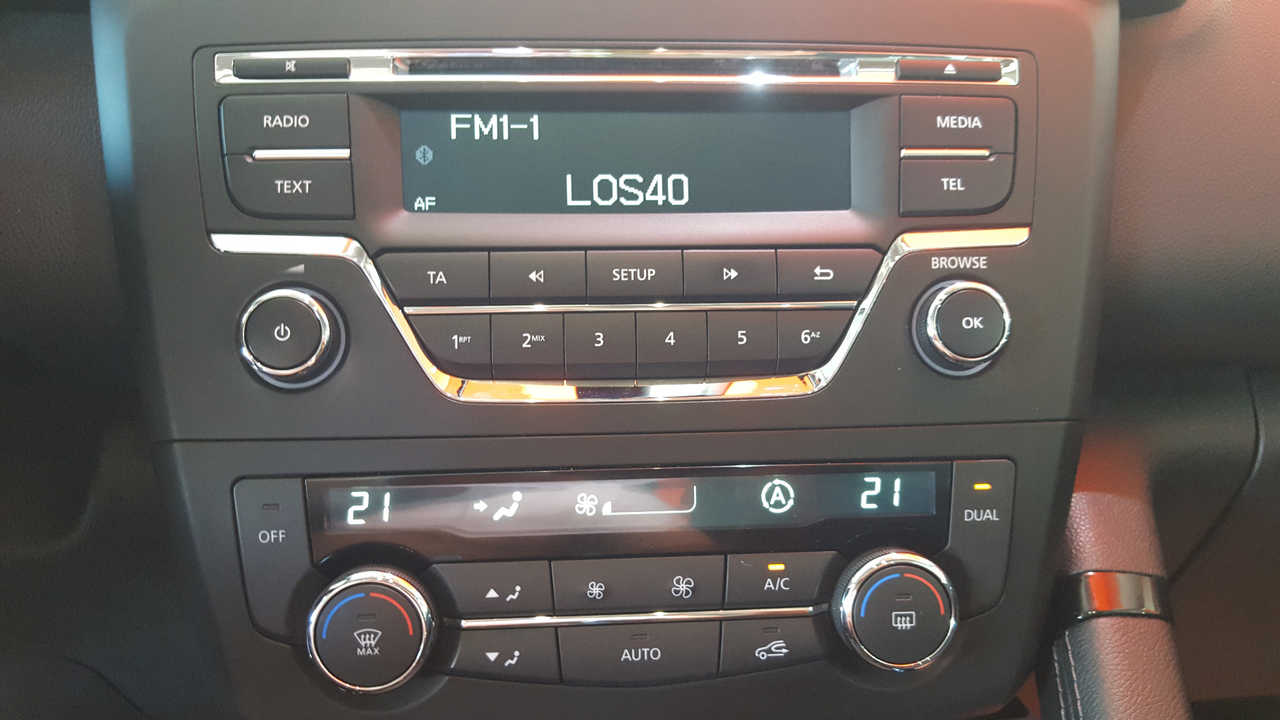 RADIO
TEXT
FM1-1
AF
LOS40
MEDIA
TEL
TA
SETUP
BROWSE
1RPT
2MIX
3
4
5
6AZ
OK
OFF
21
A
21
DUAL
A/C
MAX
AUTO